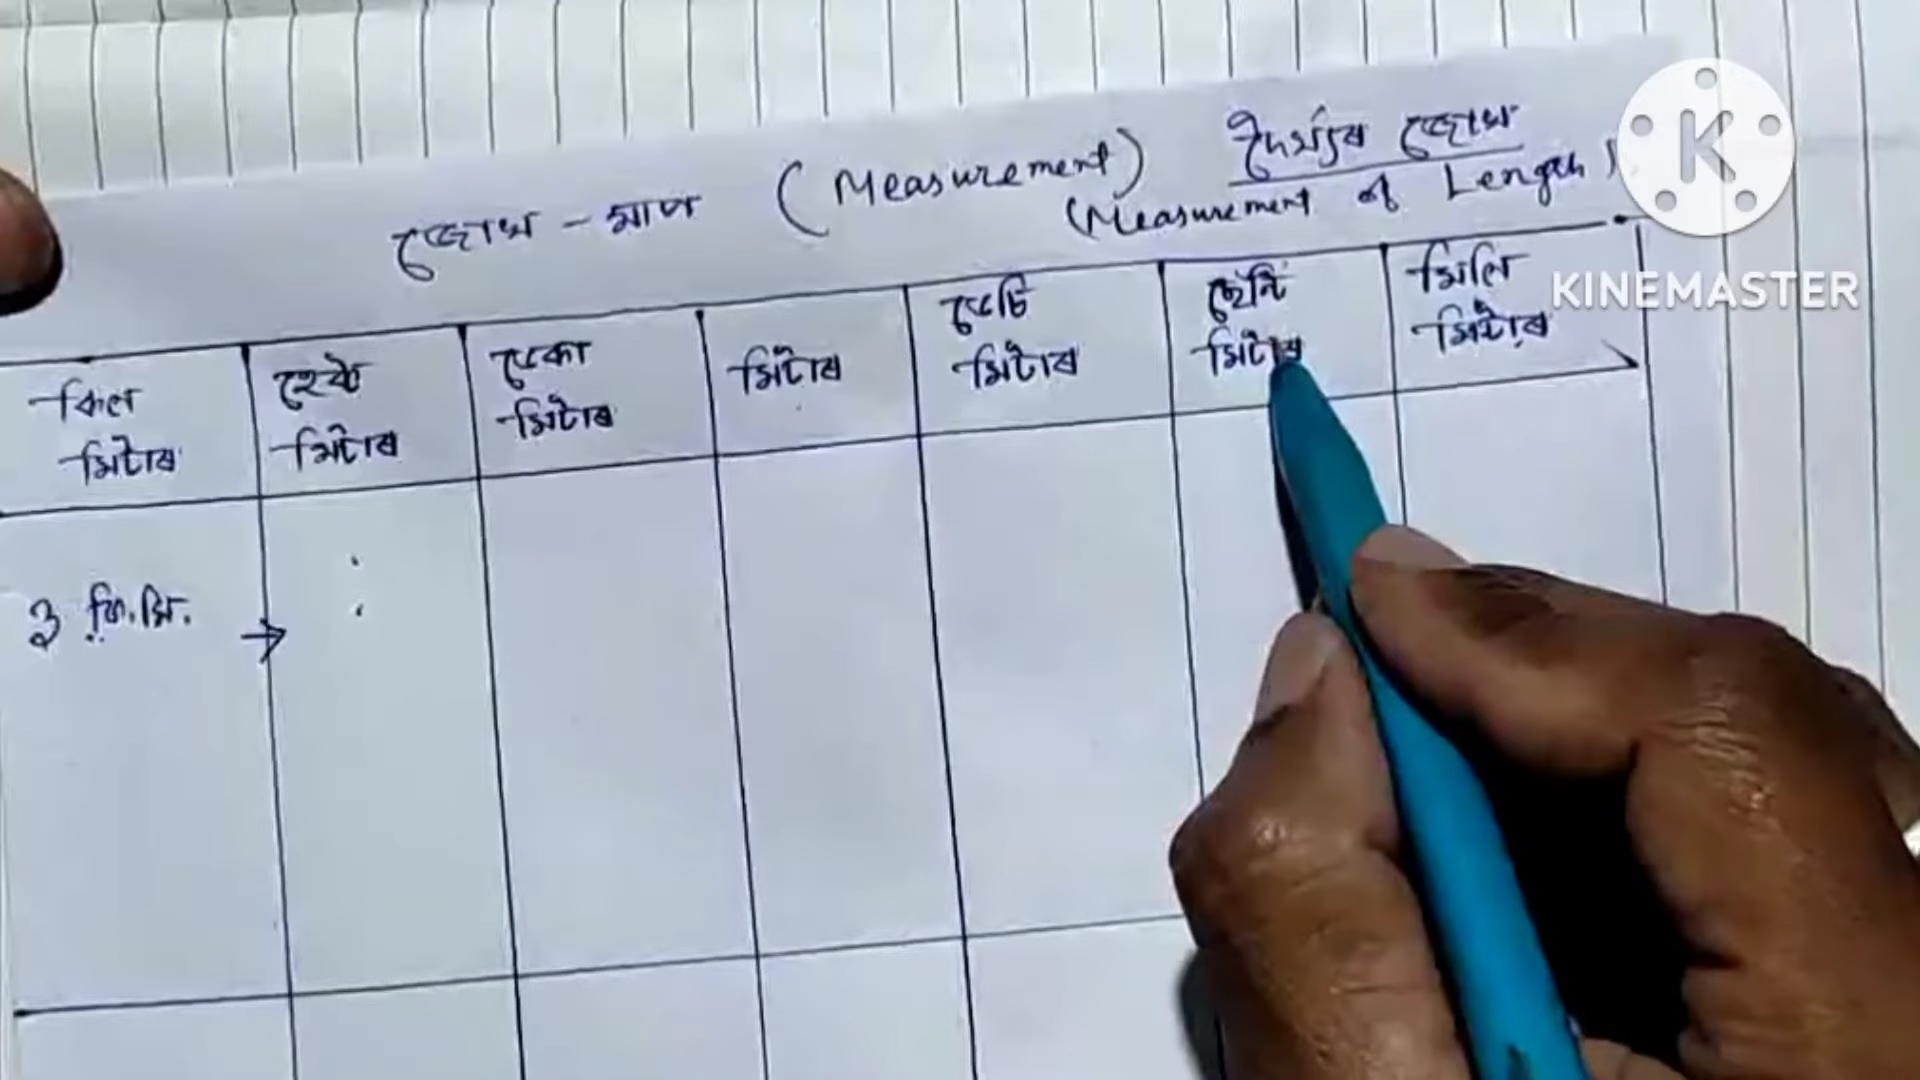 জোখ - মাপ (Measurement) দৈৰ্ঘ্যৰ জোখ
(Measurement of Length)
কিল' মিটাৰ
হেক্ট' মিটাৰ
ডেকা মিটাৰ
মিটাৰ
ডেচি মিটাৰ
ছেন্টি মিটাৰ
মিলি মিটাৰ
3 কি.মি. →
KINEMASTER